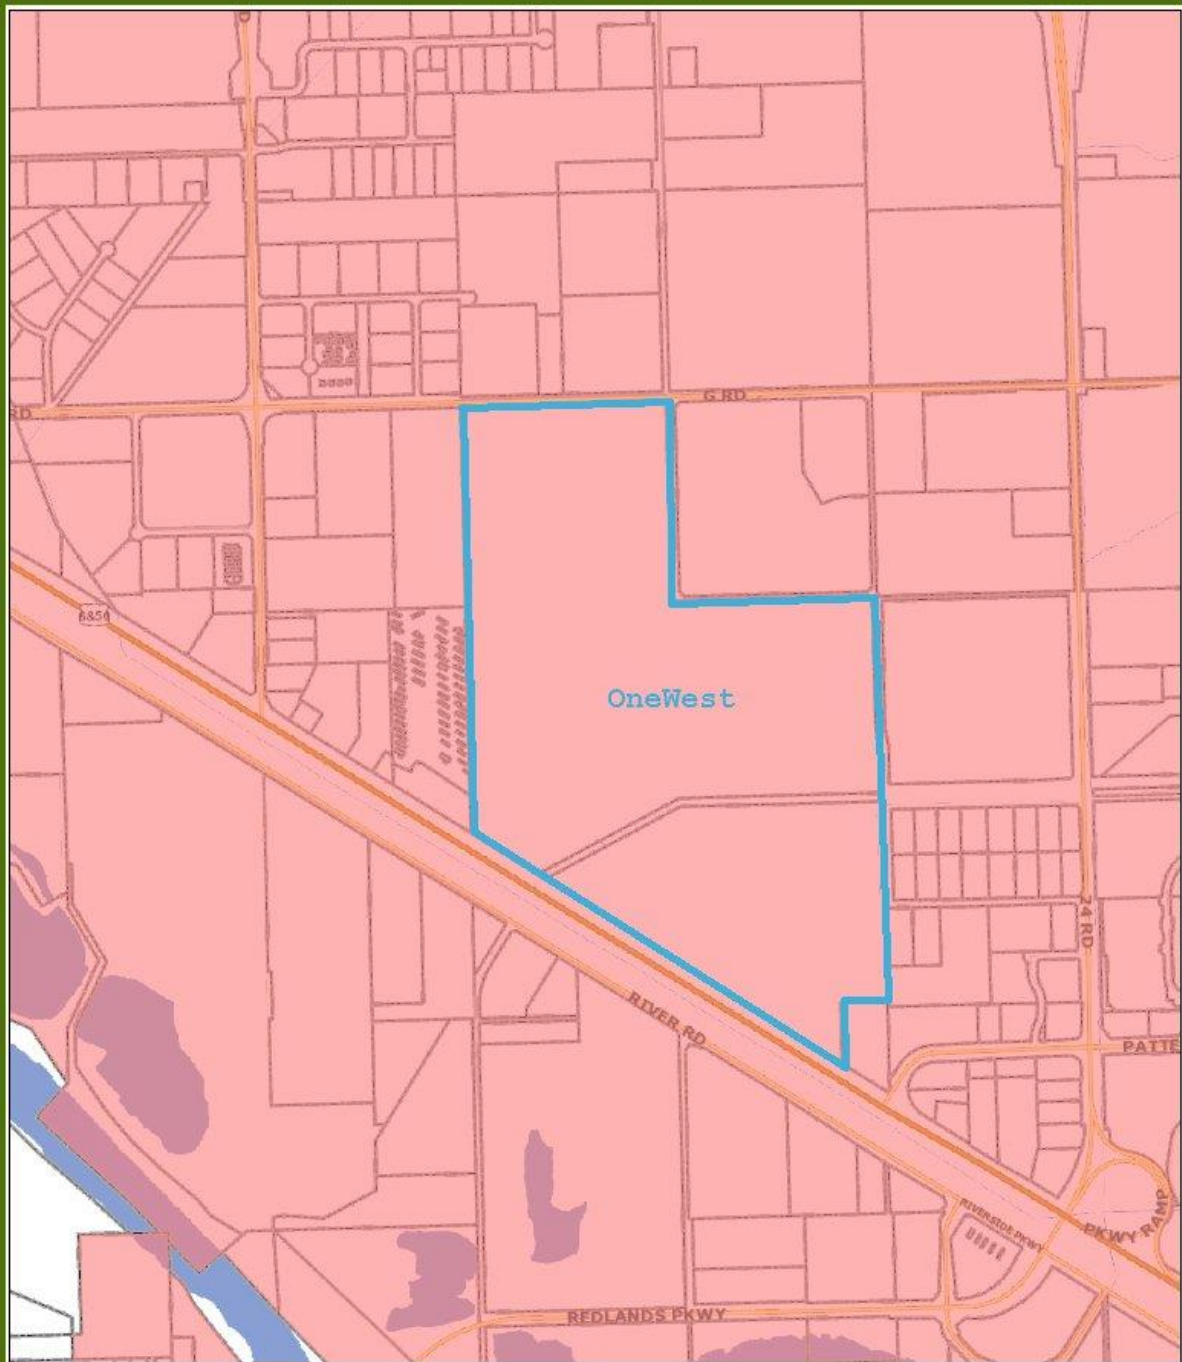 RD
G RD
6&50
OneWest
24 RD
RIVER RD
PATTE
RIVERSIDE PKWY
PKWY RAMP
REDLANDS PKWY